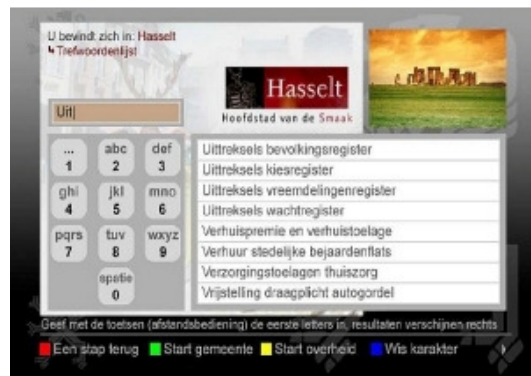 U bevindt zich in: Hasselt
Trefwoordenlijst
Hasselt
Hoofdstad van de Smaak
Uit
... abc def
1 2 3
ghi jkl mno
4 5 6
pqrs tuv wxyz
7 8 9
spatie
0
Uittreksels bevolkingsregister
Uittreksels kiesregister
Uittreksels vreemdelingenregister
Uittreksels wachtregister
Verhuispremie en verhuistoelage
Verhuur stedelijke bejaardenflats
Verzorgingstoelagen thuiszorg
Vrijstelling draagplicht autogordel
Geef met de toetsen (afstandsbediening) de eerste letters in, resultaten verschijnen rechts
Een stap terug Start gemeente Start overheid Wis karakter